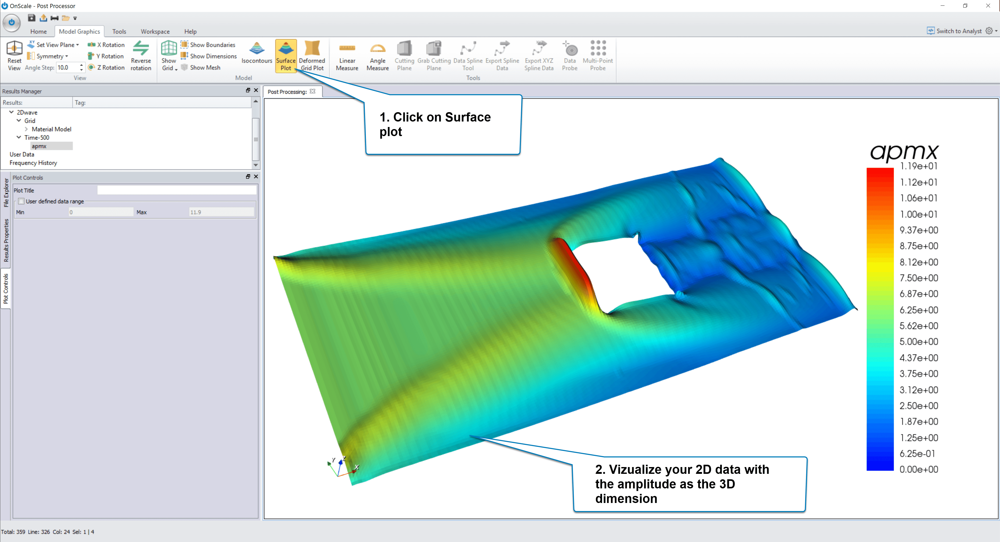 OnScale - Post Processor
Home Model Graphics Tools Workspace Help
Switch to Analyst
Reset View
XY Set View Plane
Symmetry
Angle Step: 10.0
X Rotation
Y Rotation
Z Rotation
Reverse rotation
View
Show Grid
Show Boundaries
Show Dimensions
Show Mesh
Isocontours
Surface Plot
Deformed Grid Plot
Model
Linear Measure
Angle Measure
Cutting Plane
Grab Cutting Plane
Data Spline Tool
Export Spline Data
XYZ
Export XYZ Spline Data
Data Probe
Multi-Point Probe
Tools
Results Manager
Results: Tag:
2Dwave
Grid
Material Model
Time-500
apmx
User Data
Frequency History
File Explorer
Results Properties
Plot Controls
Plot Controls
Plot Title
User defined data range
Min 0 Max 11.9
Post Processing:
1. Click on Surface
plot
apmx
1.19e+01
1.12e+01
1.06e+01
1.00e+01
9.37e+00
8.75e+00
8.12e+00
7.50e+00
6.87e+00
6.25e+00
5.62e+00
5.00e+00
4.37e+00
3.75e+00
3.12e+00
2.50e+00
1.87e+00
1.25e+00
6.25e-01
0.00e+00
Y Z X
2. Vizualize your 2D data with
the amplitude as the 3D
dimension
Total: 359 Line: 326 Col: 24 Sel: 1 | 4